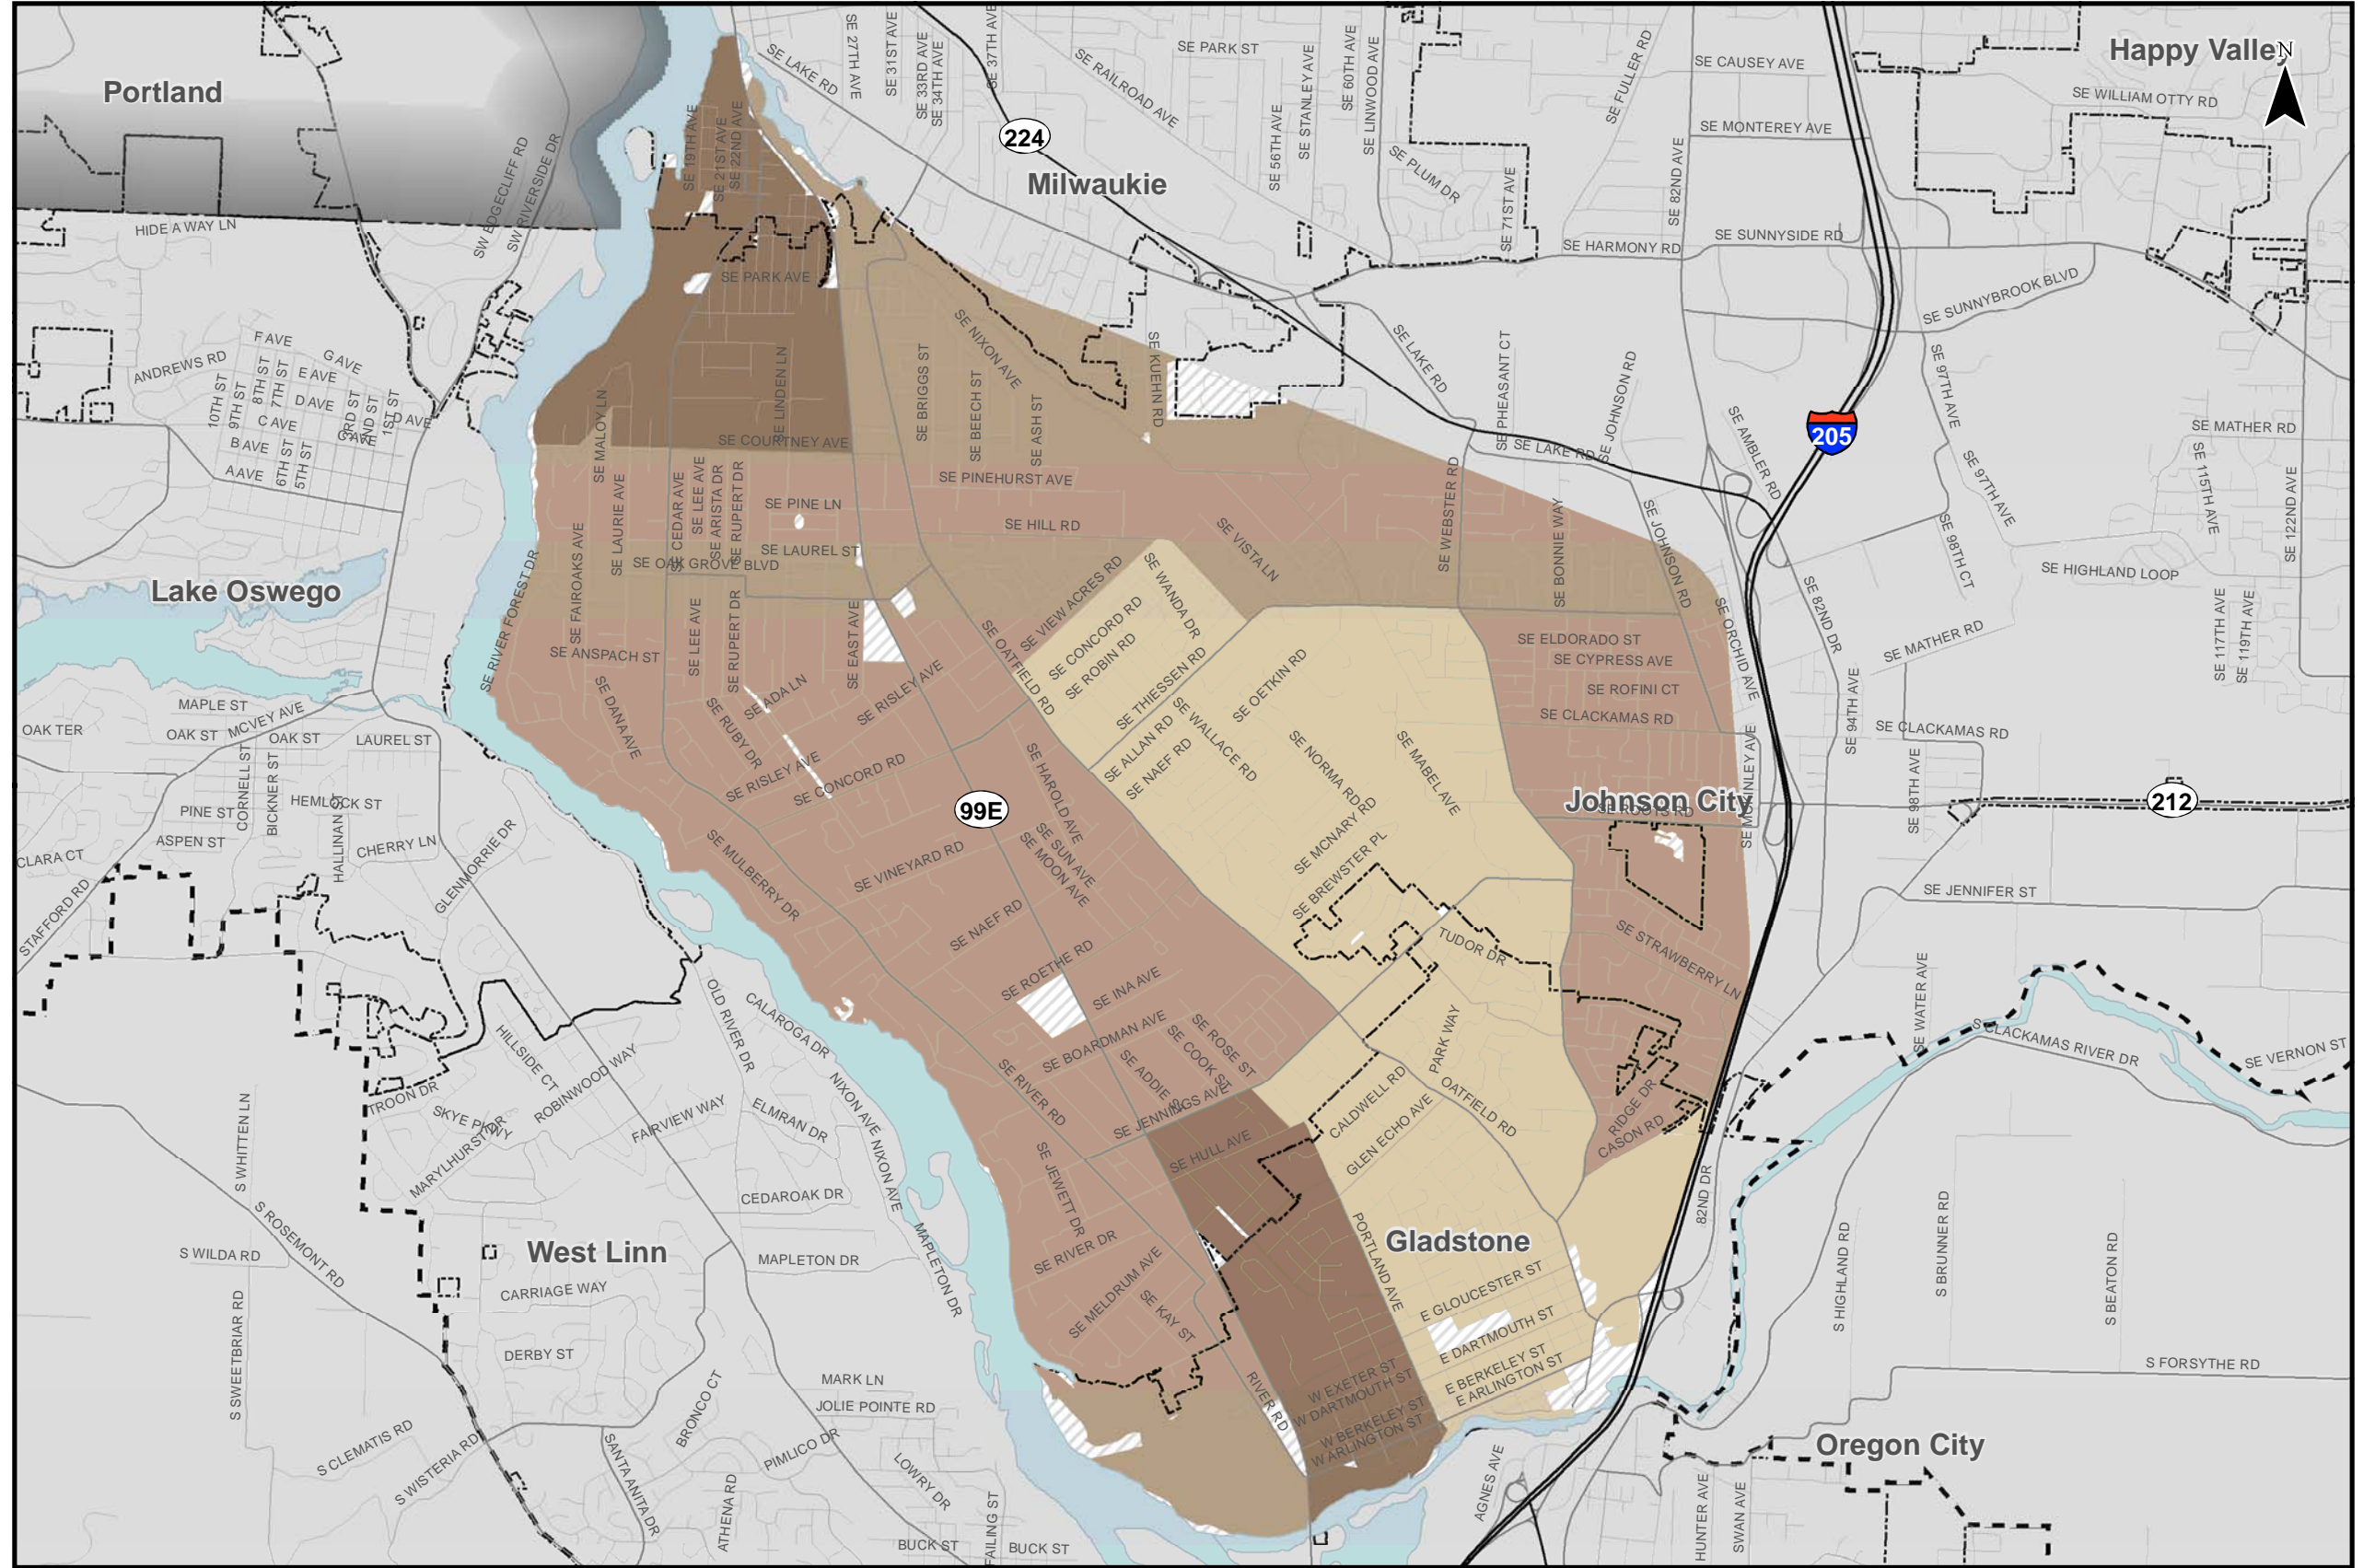 Portland
Happy Valley
N
224
Milwaukie
SE LAKE RD
SE 27TH AVE
SE 31ST AVE
SE 33RD AVE
SE 34TH AVE
SE 37TH AVE
SE RAILROAD AVE
SE PARK ST
SE 56TH AVE
SE STANLEY AVE
SE 60TH AVE
SE LINWOOD AVE
SE PLUM DR
SE 71ST AVE
SE FULLER RD
SE 82ND AVE
SE CAUSEY AVE
SE MONTEREY AVE
SE WILLIAM OTTY RD
SE HARMONY RD
SE SUNNYSIDE RD
SE SUNNYBROOK BLVD
SE 19TH AVE
SE 21ST AVE
SE 22ND AVE
SW EDGECLIFF RD
SW RIVERSIDE DR
HIDE A WAY LN
SE PARK AVE
SE NIXON AVE
SE KUEHN RD
SE LAKE RD
SE PHEASANT CT
SE JOHNSON RD
SE LAKE RD
205
SE AMBLER RD
SE 97TH AVE
SE 97TH AVE
SE 98TH CT
SE MATHER RD
SE 115TH AVE
SE 122ND AVE
F AVE
G AVE
ANDREWS RD
E AVE
D AVE
D AVE
C AVE
B AVE
A AVE
10TH ST
9TH ST
8TH ST
7TH ST
6TH ST
5TH ST
3RD ST
2ND ST
1ST ST
SE MALOY LN
SE LINDEN LN
SE COURTNEY AVE
SE BRIGGS ST
SE BEECH ST
SE ASH ST
SE PINEHURST AVE
SE HILL RD
SE VISTA LN
SE WEBSTER RD
SE BONNIE WAY
SE JOHNSON RD
SE LAURIE AVE
SE CEDAR AVE
SE LEE AVE
SE ARISTA DR
SE RUPERT DR
SE PINE LN
SE LAUREL ST
SE OAK GROVE BLVD
SE FAIROAKS AVE
SE RIVER FOREST DR
Lake Oswego
SE HIGHLAND LOOP
SE 82ND DR
SE MATHER RD
SE 117TH AVE
SE 119TH AVE
SE VIEW ACRES RD
SE WANDA DR
SE CONCORD RD
SE ROBIN RD
SE OATFIELD RD
SE THIESSEN RD
SE OETKIN RD
SE ALLAN RD
SE NAEF RD
SE WALLACE RD
SE NORMA RD
SE MABEL AVE
SE MCNARY RD
SE BREWSTER PL
SE ELDORADO ST
SE CYPRESS AVE
SE ROFINI CT
SE CLACKAMAS RD
SE ORCHID AVE
SE MCKINLEY AVE
SE 94TH AVE
SE CLACKAMAS RD
SE 98TH AVE
Johnson City
SE ROOTS RD
212
SE JENNIFER ST
SE ANSPACH ST
SE LEE AVE
SE RUPERT DR
SE EAST AVE
SE DANA AVE
SE RUBY DR
SE ADA LN
SE RISLEY AVE
SE RISLEY AVE
SE CONCORD RD
99E
SE HAROLD AVE
SE SUN AVE
SE MOON AVE
SE MULBERRY DR
SE VINEYARD RD
SE NAEF RD
SE ROETHE RD
SE INA AVE
SE BOARDMAN AVE
SE ROSE ST
SE COOK ST
SE JENNINGS AVE
SE RIVER RD
SE JEWETT DR
SE HULL AVE
TUDOR DR
SE STRAWBERRY LN
PARK WAY
CALDWELL RD
OATFIELD RD
GLEN ECHO AVE
RIDGE DR
CASON RD
SE WATER AVE
S CLACKAMAS RIVER DR
SE VERNON ST
82ND DR
MAPLE ST
MCVEY AVE
OAK TER
OAK ST
OAK ST
LAUREL ST
CORNELL ST
BICKNER ST
HEMLOCK ST
PINE ST
ASPEN ST
HALLINAN ST
CHERRY LN
CLARA CT
STAFFORD RD
GLENMORRIE DR
OLD RIVER DR
CALAROGA DR
HILLSIDE CT
ROBINWOOD WAY
TROON DR
SKYE PKWY
MARYLHURST DR
FAIRVIEW WAY
ELMRAN DR
NIXON AVE
NIXON AVE
CEDAROAK DR
MAPLETON DR
MAPLETON DR
S WHITTEN LN
S ROSEMONT RD
S WILDA RD
S SWEETBRIAR RD
West Linn
CARRIAGE WAY
DERBY ST
S CLEMATIS RD
S WISTERIA RD
SANTA ANITA DR
BRONCO CT
ATHENA RD
PIMLICO DR
MARK LN
JOLIE POINTE RD
LOWRY DR
FAILING ST
BUCK ST
BUCK ST
SE RIVER DR
SE MELDRUM AVE
SE KAY ST
RIVER RD
PORTLAND AVE
Gladstone
E GLOUCESTER ST
E DARTMOUTH ST
E BERKELEY ST
E ARLINGTON ST
W EXETER ST
W DARTMOUTH ST
W BERKELEY ST
W ARLINGTON ST
AGNES AVE
Oregon City
HUNTER AVE
SWAN AVE
S HIGHLAND RD
S BRUNNER RD
S BEATON RD
S FORSYTHE RD